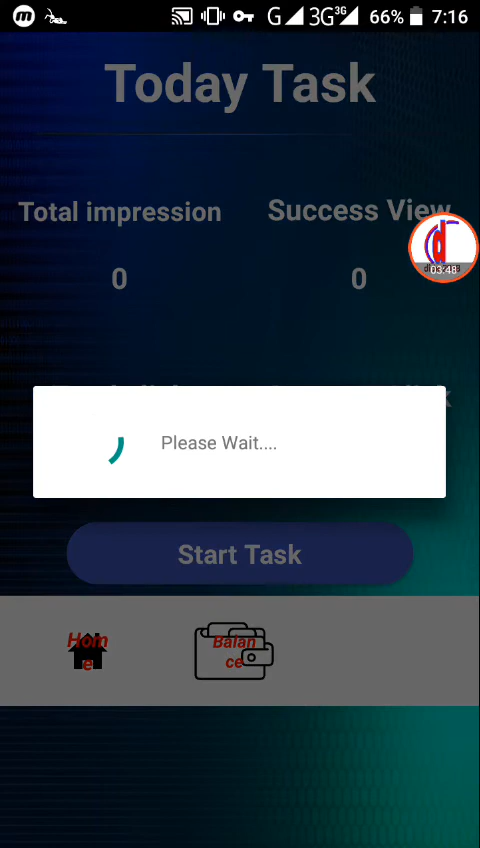 G 3G 3G 66% 7:16
Today Task
Total impression
Success View
0
0
03:48
Please Wait....
Start Task
Hom
e
Balan
ce